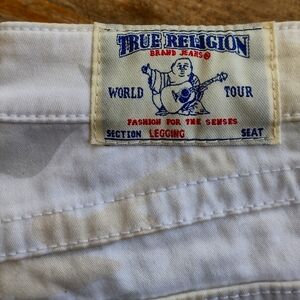 TRUE RELIGION
BRAND JEANS®
WORLD TOUR
FASHION FOR THE SENSES
SECTION LEGGING SEAT